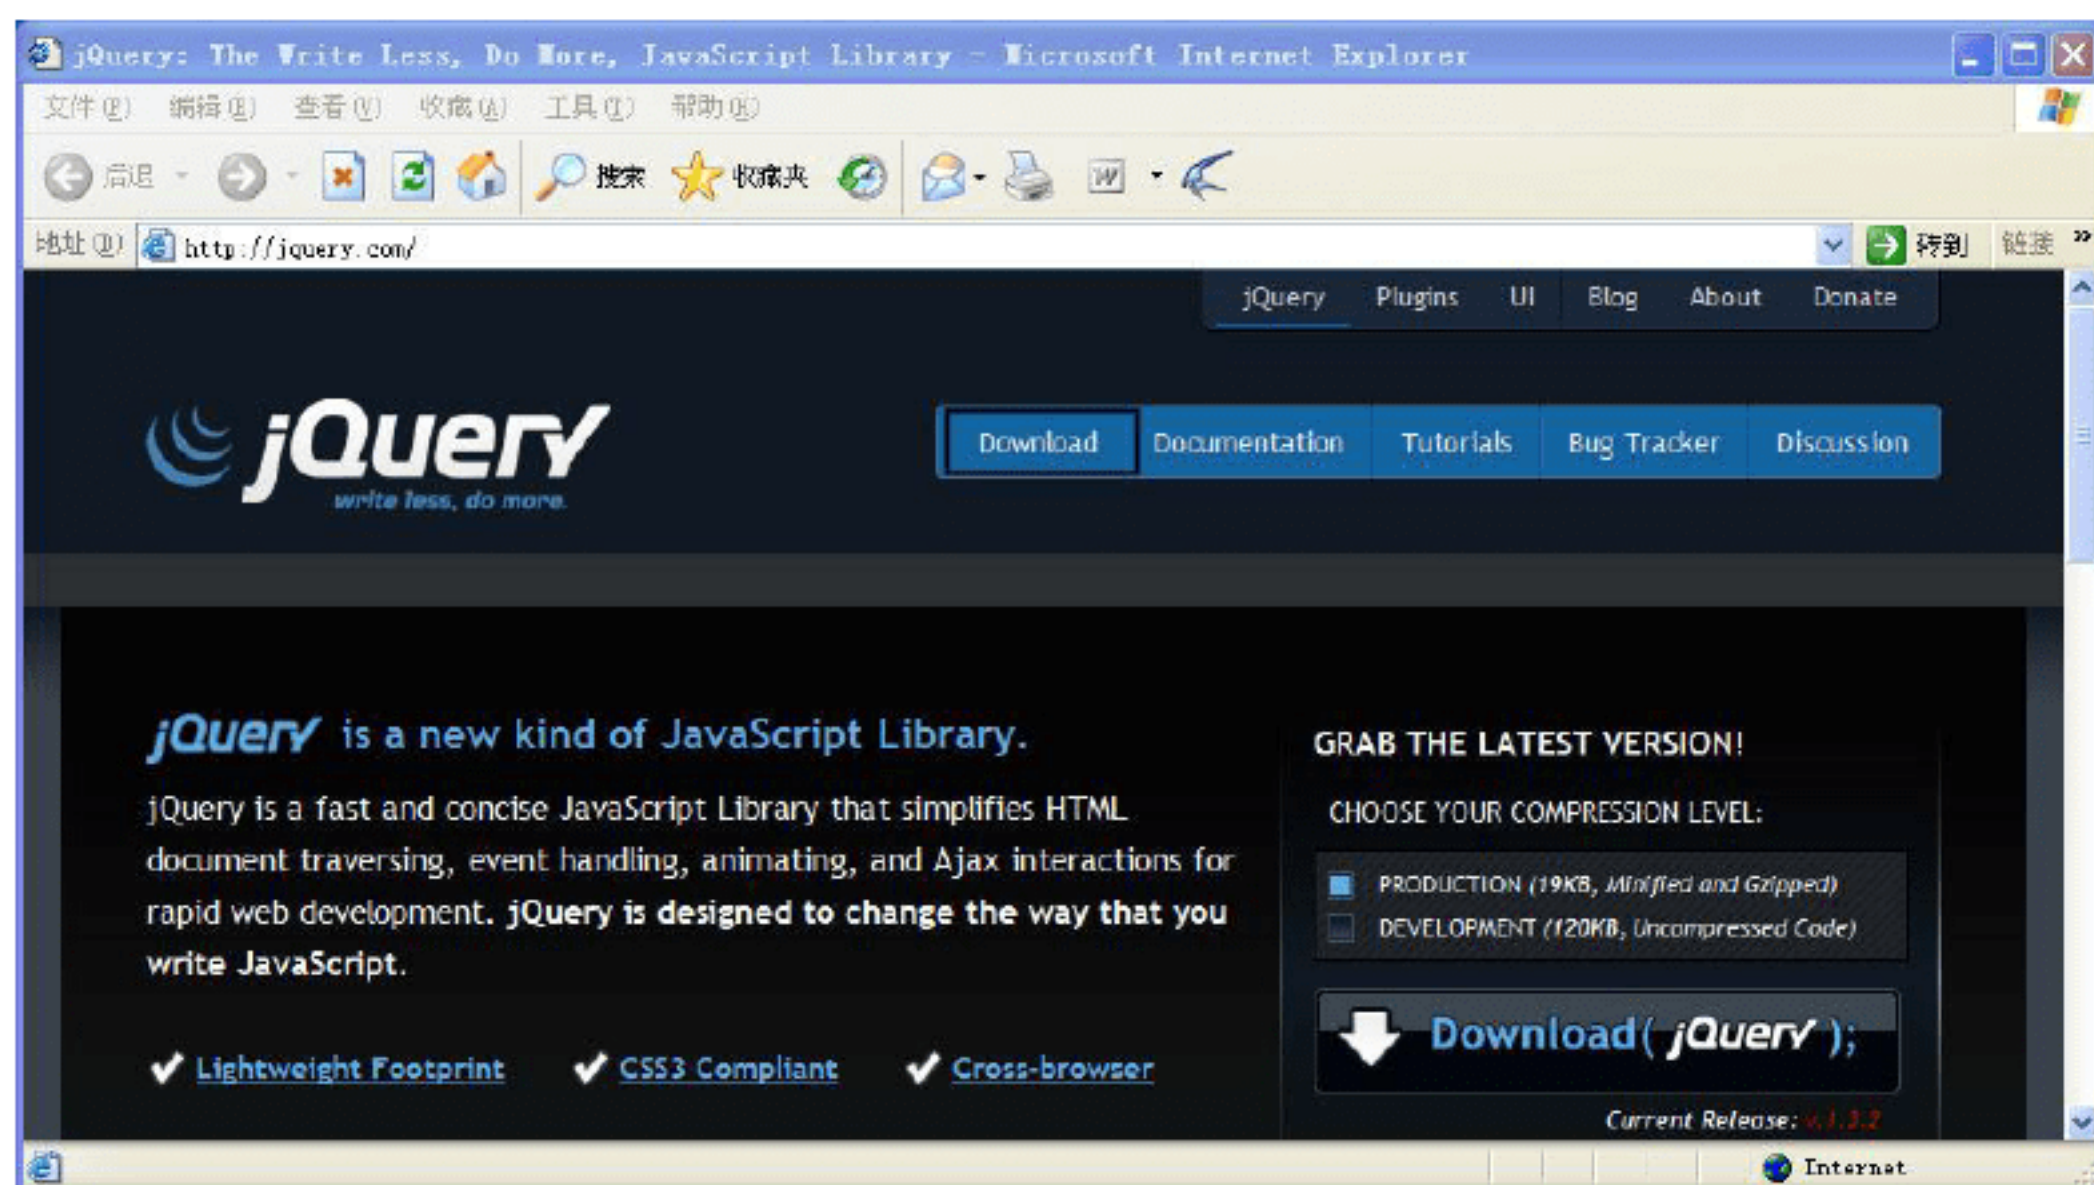 jQuery: The Write Less, Do More, JavaScript Library - Microsoft Internet Explorer
文件(F) 编辑(E) 查看(V) 收藏(A) 工具(T) 帮助(H)
后退 搜索 收藏夹
地址(D) http://jquery.com/ 转到 链接 »
jQuery Plugins UI Blog About Donate
jQuery
write less, do more.
Download Documentation Tutorials Bug Tracker Discussion
jQuery is a new kind of JavaScript Library.
jQuery is a fast and concise JavaScript Library that simplifies HTML
document traversing, event handling, animating, and Ajax interactions for
rapid web development. jQuery is designed to change the way that you
write JavaScript.
Lightweight Footprint CSS3 Compliant Cross-browser
GRAB THE LATEST VERSION!
CHOOSE YOUR COMPRESSION LEVEL:
PRODUCTION (19KB, Minified and Gzipped)
DEVELOPMENT (120KB, Uncompressed Code)
Download( jQuery );
Current Release: v.1.3.2
Internet